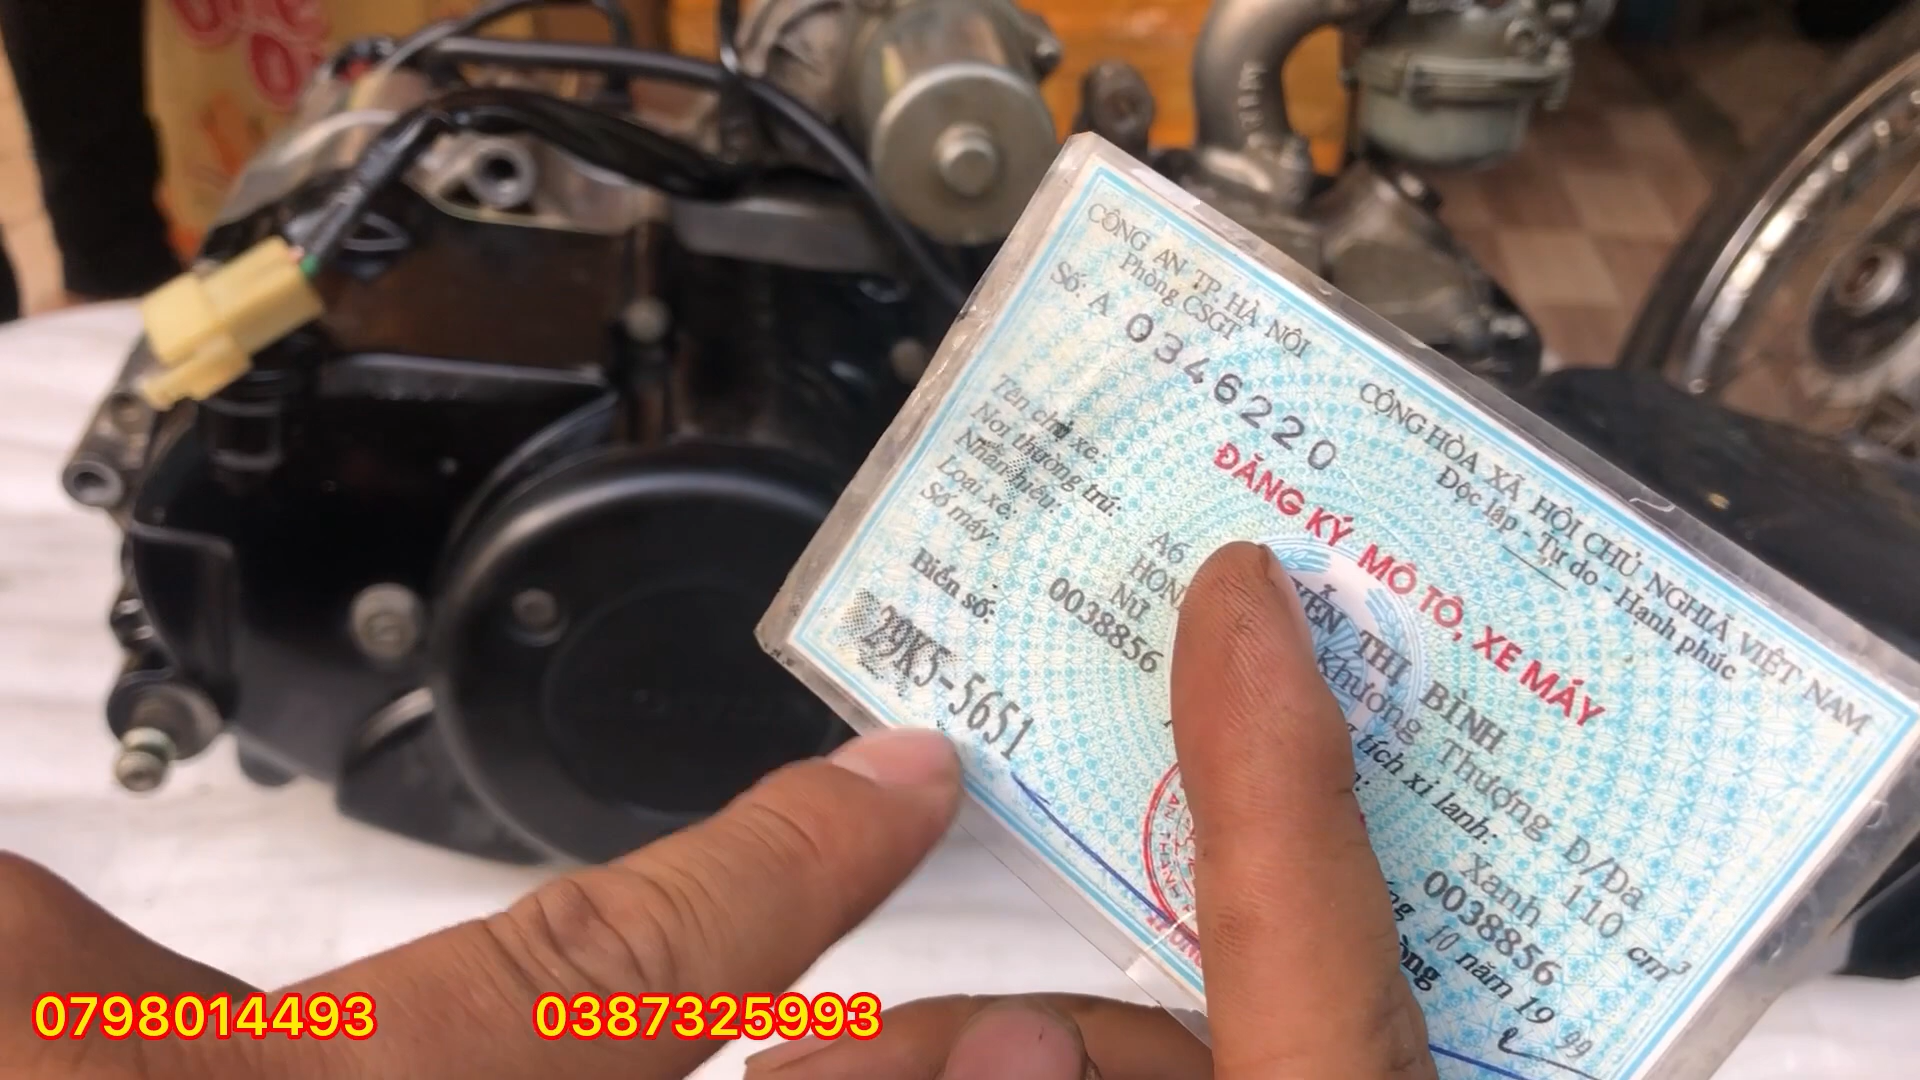 CÔNG AN TP HÀ NỘI
Phòng CSGT
Số: A 0346220
CỘNG HÒA XÃ HỘI CHỦ NGHĨA VIỆT NAM
Độc lập - Tự do - Hạnh phúc
ĐĂNG KÝ MÔ TÔ, XE MÁY
Tên chủ xe: THỊ BÌNH
Nơi thường trú: A6 Khương Thượng Đ/Đa
Nhãn hiệu:
Loại xe: Nữ tích xi lanh: 110 cm³
Số máy: 0038856
Xanh
0038856
Biển số:
29K5-5651
10 năm 19 99
0798014493
0387325993